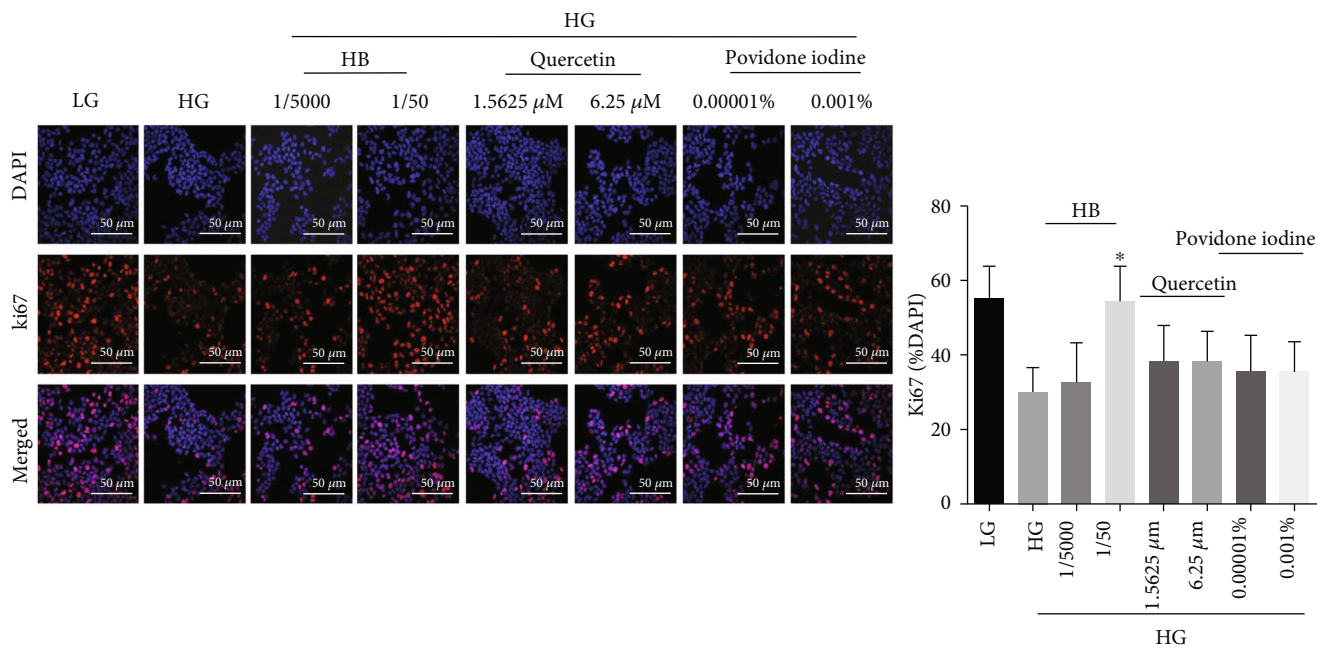 HG
HB
Quercetin
Povidone iodine
LG
HG
1/5000
1/50
1.5625 µM
6.25 µM
0.00001%
0.001%
DAPI
50 µm
50 µm
50 µm
50 µm
50 µm
50 µm
50 µm
50 µm
ki67
50 µm
50 µm
50 µm
50 µm
50 µm
50 µm
50 µm
50 µm
Merged
50 µm
50 µm
50 µm
50 µm
50 µm
50 µm
50 µm
50 µm
Ki67 (%DAPI)
80
60
40
20
0
HB
*
Quercetin
Povidone iodine
LG
HG
1/5000
1/50
1.5625 µm
6.25 µm
0.00001%
0.001%
HG